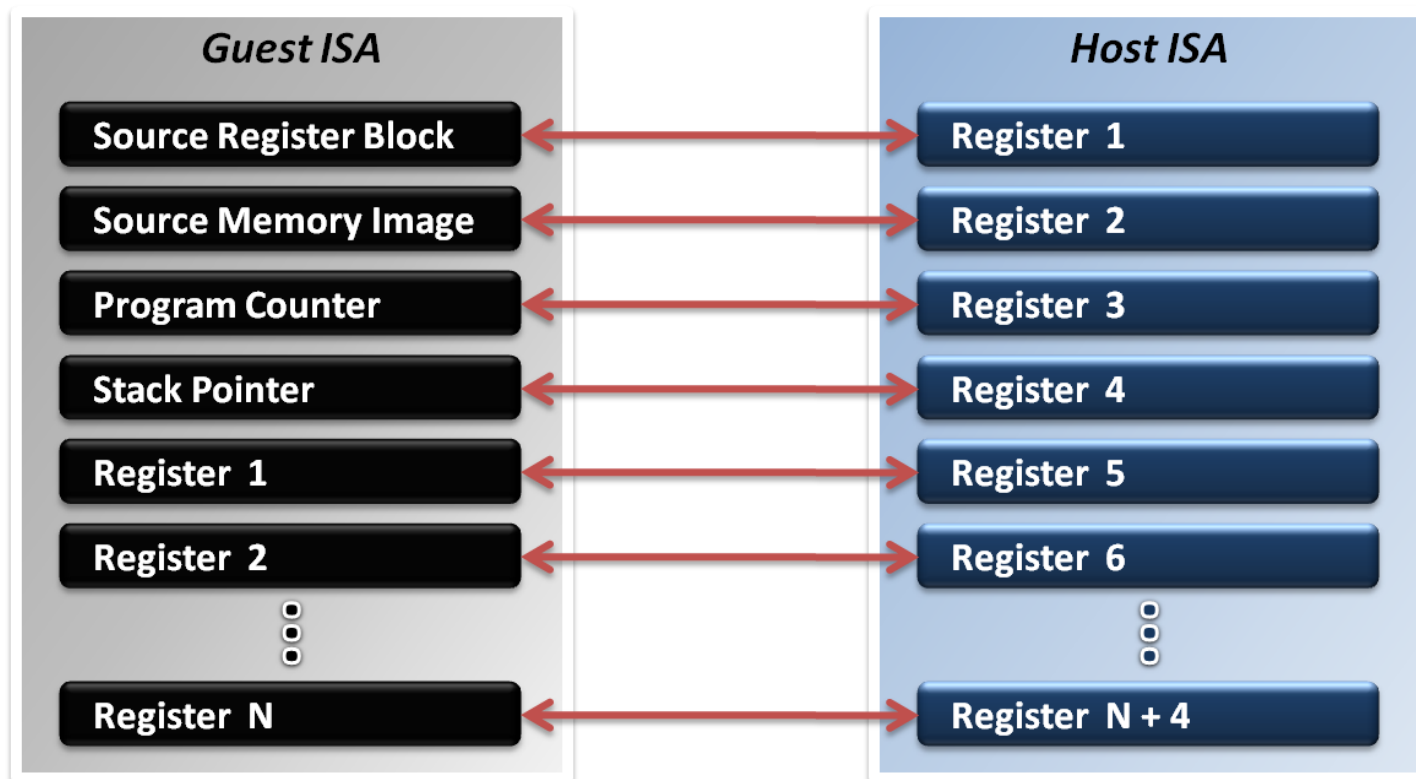 Guest ISA
Source Register Block
Source Memory Image
Program Counter
Stack Pointer
Register 1
Register 2
Register N
Host ISA
Register 1
Register 2
Register 3
Register 4
Register 5
Register 6
Register N + 4